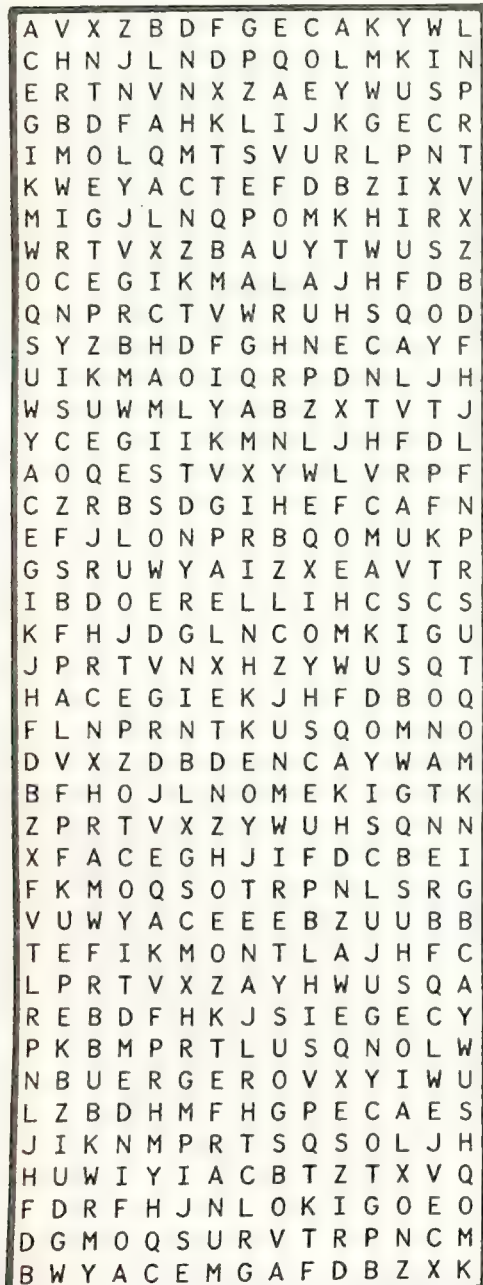 A V X Z B D F G E C A K Y W L
C H N J L N D P Q O L M K I N
E R T N V N X Z A E Y W U S P
G B D F A H K L I J K G E C R
I M O L Q M T S V U R L P N T
K W E Y A C T E F D B Z I X V
M I G J L N Q P O M K H I R X
W R T V X Z B A U Y T W U S Z
O C E G I K M A L A J H F D B
Q N P R C T V W R U H S Q O D
S Y Z B H D F G H N E C A Y F
U I K M A O I Q R P D N L J H
W S U W M L Y A B Z X T V T J
Y C E G I I K M N L J H F D L
A O Q E S T V X Y W L V R P F
C Z R B S D G I H E F C A F N
E F J L O N P R B Q O M U K P
G S R U W Y A I Z X E A V T R
I B D O E R E L L I H C S C S
K F H J D G L N C O M K I G U
J P R T V N X H Z Y W U S Q T
H A C E G I E K J H F D B O Q
F L N P R N T K U S Q O M N O
D V X Z D B D E N C A Y W A M
B F H O J L N O M E K I G T K
Z P R T V X Z Y W U H S Q N N
X F A C E G H J I F D C B E I
F K M O Q S O T R P N L S R G
V U W Y A C E E E B Z U U B B
T E F I K M O N T L A J H F C
L P R T V X Z A Y H W U S Q A
R E B D F H K J S I E G E C Y
P K B M P R T L U S Q N O L W
N B U E R G E R O V X Y I W U
L Z B D H M F H G P E C A E S
J I K N M P R T S Q S O L J H
H U W I Y I A C B T Z T X V Q
F D R F H J N L O K I G O E O
D G M O Q S U R V T R P N C M
B W Y A C E M G A F D B Z X K